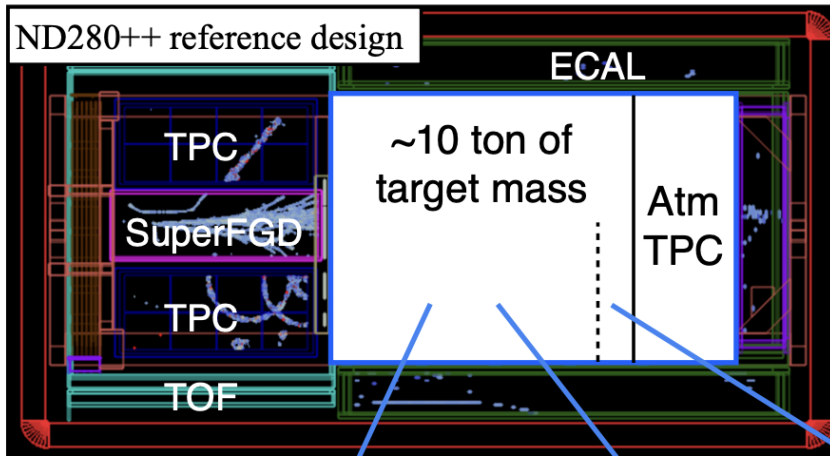 ND280++ reference design
ECAL
TPC
~10 ton of
target mass
Atm
TPC
SuperFGD
TPC
TOF